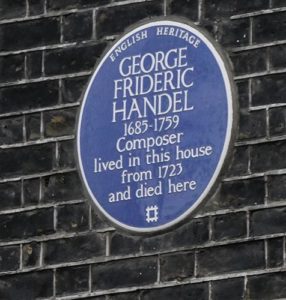 ENGLISH HERITAGE
GEORGE
FRIDERIC
HANDEL
1685-1759
Composer
lived in this house
from 1723
and died here